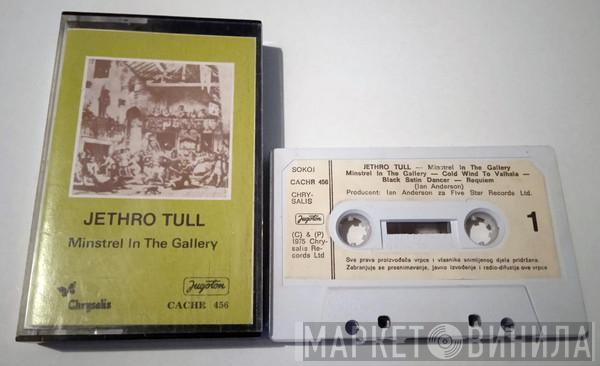 JETHRO TULL
Minstrel In The Gallery
Chrysalis
Jugoton
CACHR 456
SOKOJ
CACHR 456
CHRY-
SALIS
Jugoton
(C) & (P)
1975 Chry-
salis Re-
cords Ltd
JETHRO TULL — Minstrel In The Gallery
Minstrel In The Gallery — Cold Wind To Valhala —
Black Satin Dancer — Requiem
(Ian Anderson)
Producent: Ian Anderson za Five Star Records Ltd.
1
Sva prava proizvođača vrpce i vlasnika snimljenog djela pridržana.
Zabranjuje se presnimavanje, javno izvođenje i radio-difuzija ove vrpce
МАРКЕТ ВИНИЛА